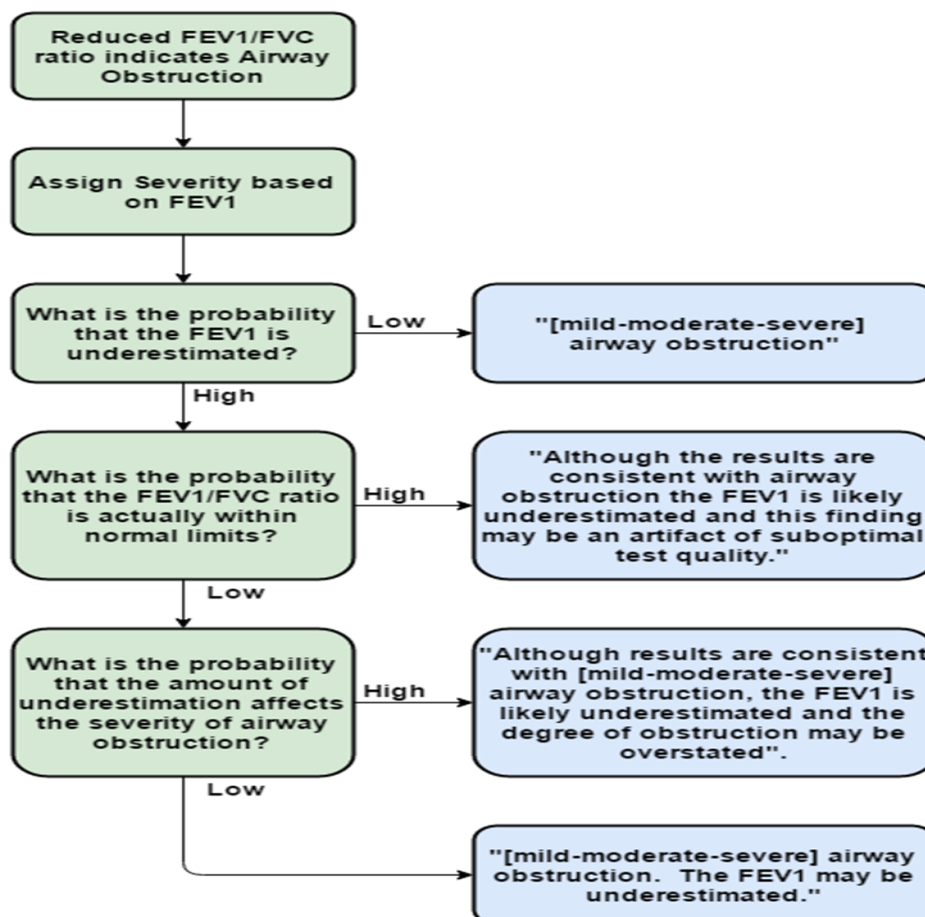 Reduced FEV1/FVC
ratio indicates Airway
Obstruction
Assign Severity based
on FEV1
What is the probability
that the FEV1 is
underestimated?
Low
"[mild-moderate-severe]
airway obstruction"
High
What is the probability
that the FEV1/FVC ratio
is actually within
normal limits?
High
"Although the results are
consistent with airway
obstruction the FEV1 is likely
underestimated and this finding
may be an artifact of suboptimal
test quality."
Low
What is the probability
that the amount of
underestimation affects
the severity of airway
obstruction?
High
"Although results are consistent
with [mild-moderate-severe]
airway obstruction, the FEV1 is
likely underestimated and the
degree of obstruction may be
overstated".
Low
"[mild-moderate-severe] airway
obstruction.  The FEV1 may be
underestimated."